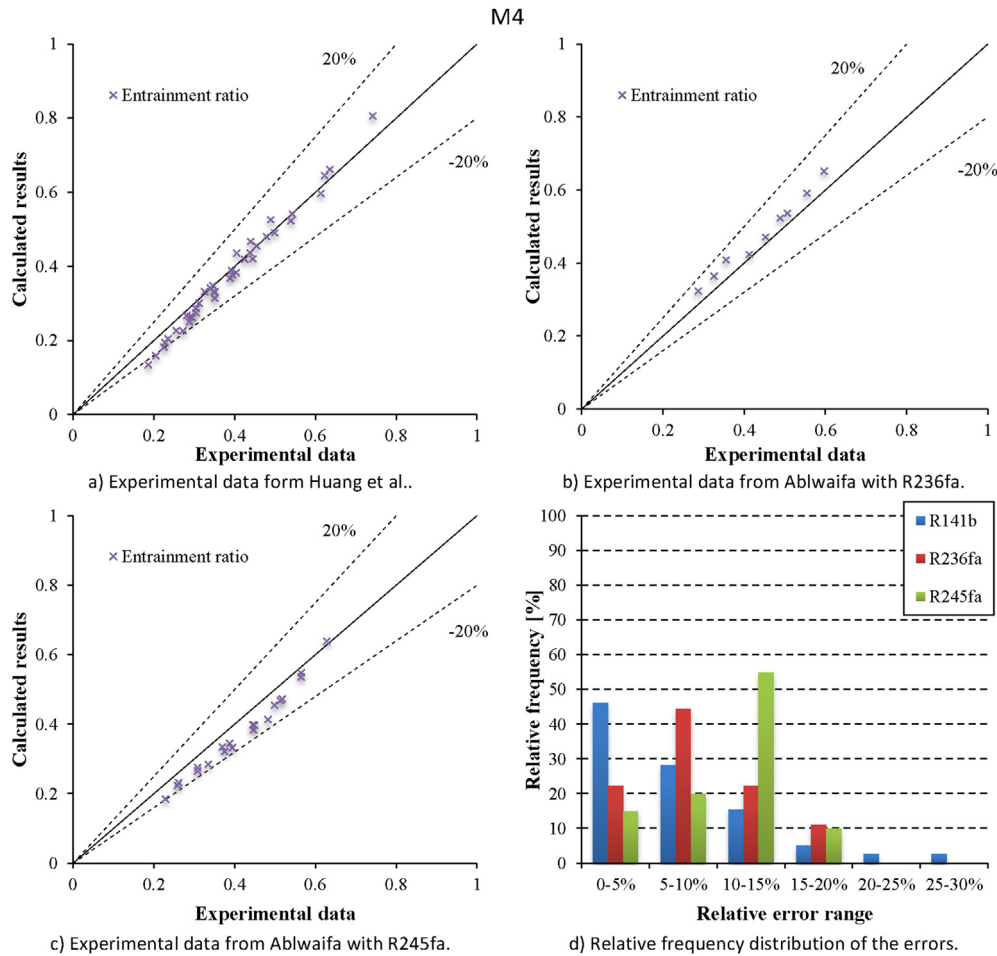 M4
1
0.8
0.6
0.4
0.2
0
0 0.2 0.4 0.6 0.8 1
20%
-20%
Entrainment ratio
Calculated results
Experimental data
a) Experimental data form Huang et al..
1
0.8
0.6
0.4
0.2
0
0 0.2 0.4 0.6 0.8 1
20%
-20%
Entrainment ratio
Calculated results
Experimental data
b) Experimental data from Ablwaifa with R236fa.
1
0.8
0.6
0.4
0.2
0
0 0.2 0.4 0.6 0.8 1
20%
-20%
Entrainment ratio
Calculated results
Experimental data
c) Experimental data from Ablwaifa with R245fa.
100
90
80
70
60
50
40
30
20
10
0
R141b
R236fa
R245fa
Relative frequency [%]
0-5% 5-10% 10-15% 15-20% 20-25% 25-30%
Relative error range
d) Relative frequency distribution of the errors.